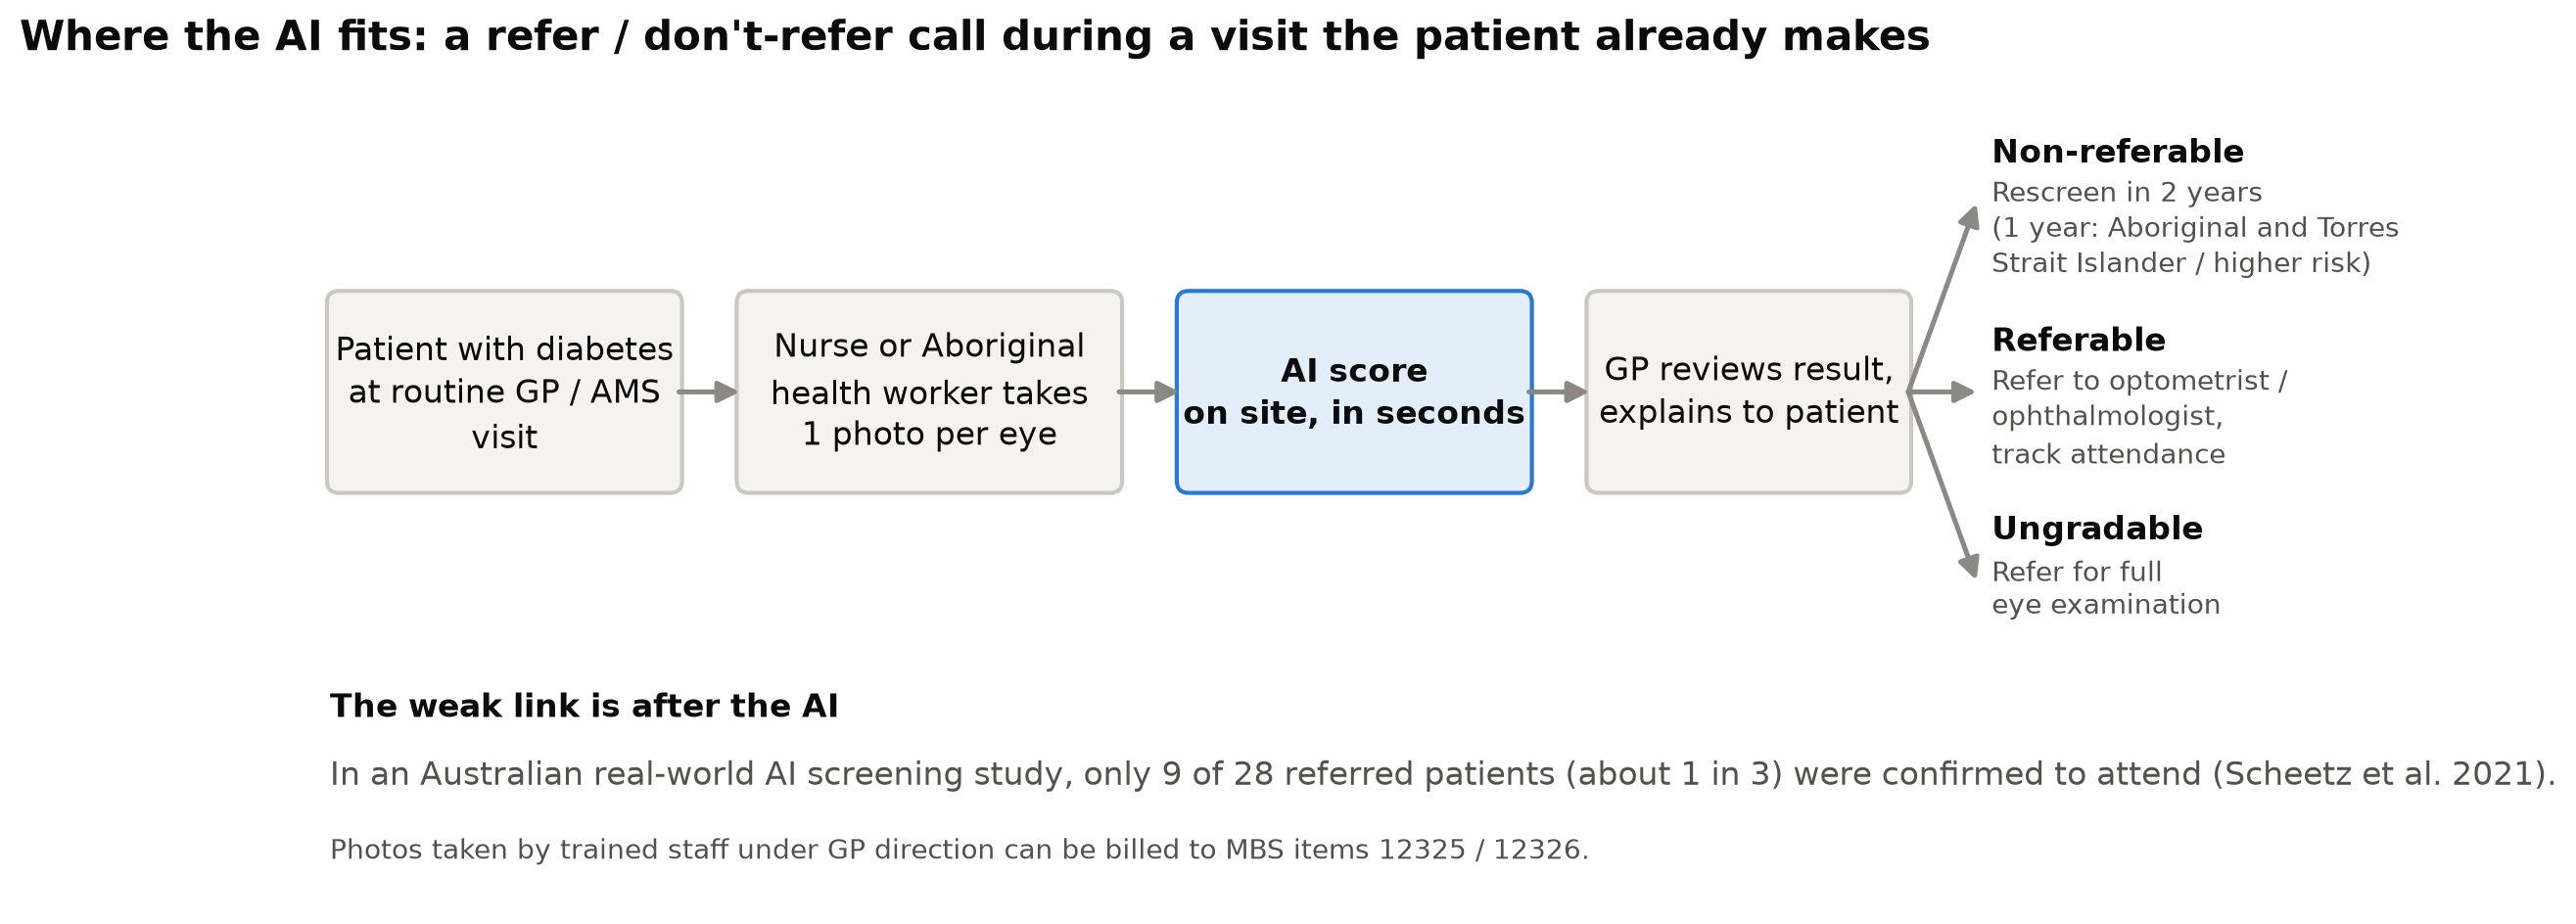 Where the AI fits: a refer / don't-refer call during a visit the patient already makes
Patient with diabetes
at routine GP / AMS
visit
Nurse or Aboriginal
health worker takes
1 photo per eye
AI score
on site, in seconds
GP reviews result,
explains to patient
Non-referable
Rescreen in 2 years
(1 year: Aboriginal and Torres
Strait Islander / higher risk)
Referable
Refer to optometrist /
ophthalmologist,
track attendance
Ungradable
Refer for full
eye examination
The weak link is after the AI
In an Australian real-world AI screening study, only 9 of 28 referred patients (about 1 in 3) were confirmed to attend (Scheetz et al. 2021).
Photos taken by trained staff under GP direction can be billed to MBS items 12325 / 12326.